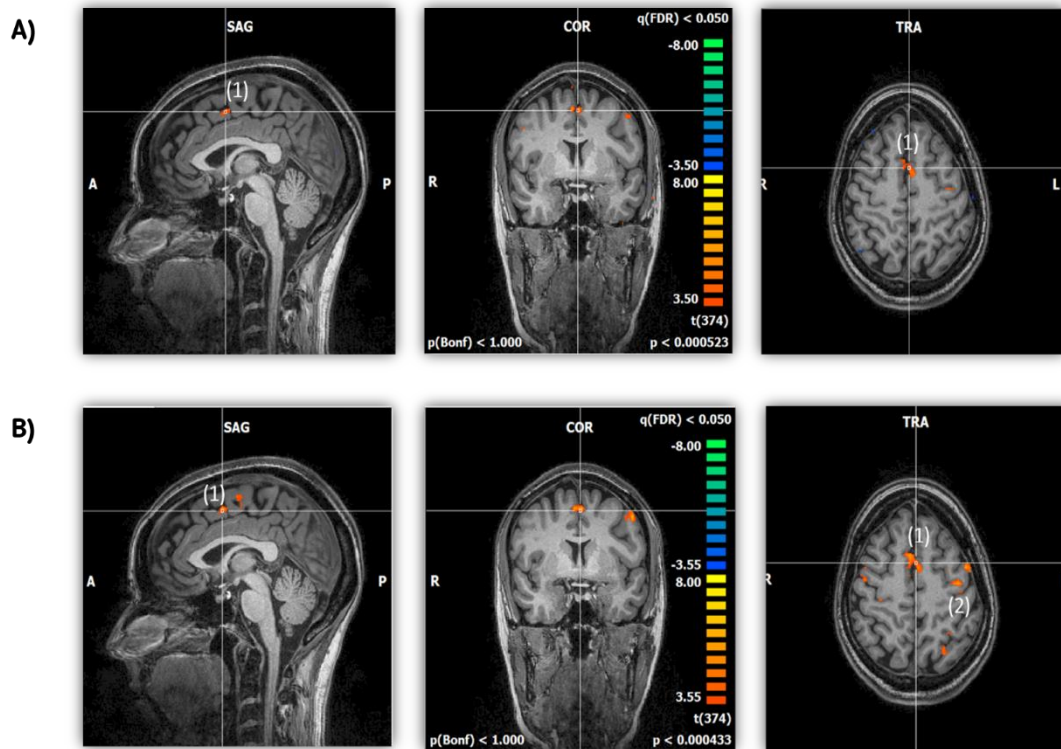 A)
SAG
(1)
A
P
COR
q(FDR) < 0.050
-8.00
-3.50
8.00
3.50
t(374)
R
p(Bonf) < 1.000
p < 0.000523
TRA
(1)
R
L
B)
SAG
(1)
A
P
COR
q(FDR) < 0.050
-8.00
-3.55
8.00
3.55
t(374)
R
p(Bonf) < 1.000
p < 0.000433
TRA
(1)
R
(2)